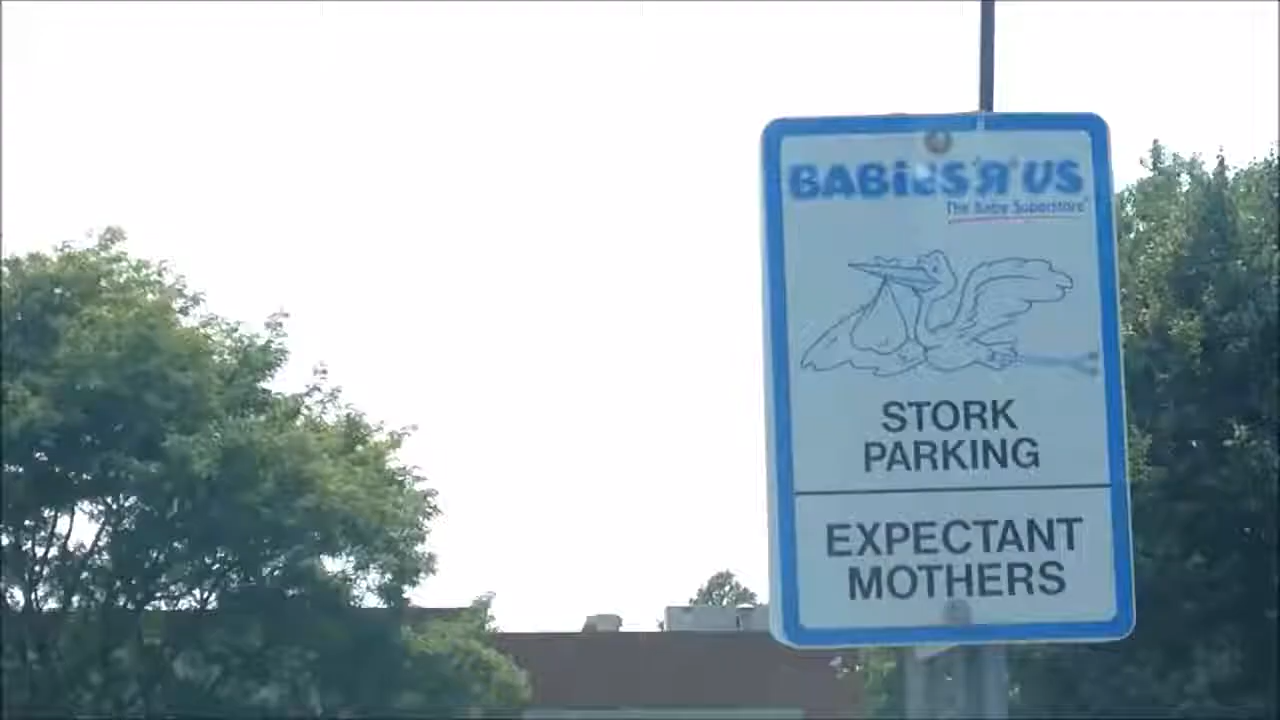 BABiES "R" US
The Baby Superstore
STORK
PARKING
EXPECTANT
MOTHERS